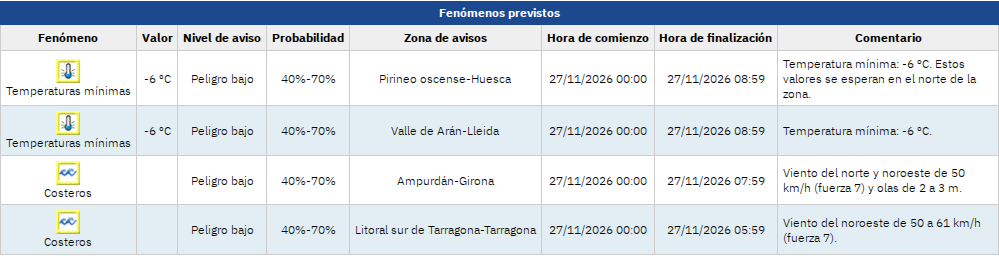 Fenómenos previstos
Fenómeno Valor Nivel de aviso Probabilidad Zona de avisos Hora de comienzo Hora de finalización Comentario
Temperaturas mínimas -6 °C Peligro bajo 40%-70% Pirineo oscense-Huesca 27/11/2026 00:00 27/11/2026 08:59 Temperatura mínima: -6 °C. Estos
valores se esperan en el norte de la
zona.
Temperaturas mínimas -6 °C Peligro bajo 40%-70% Valle de Arán-Lleida 27/11/2026 00:00 27/11/2026 08:59 Temperatura mínima: -6 °C.
Costeros Peligro bajo 40%-70% Ampurdán-Girona 27/11/2026 00:00 27/11/2026 07:59 Viento del norte y noroeste de 50
km/h (fuerza 7) y olas de 2 a 3 m.
Costeros Peligro bajo 40%-70% Litoral sur de Tarragona-Tarragona 27/11/2026 00:00 27/11/2026 05:59 Viento del noroeste de 50 a 61 km/h
(fuerza 7).